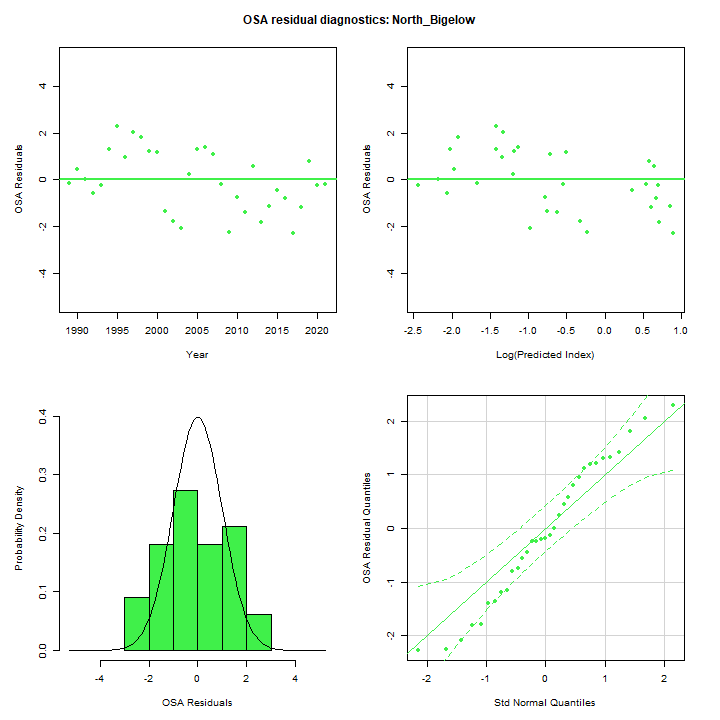 OSA residual diagnostics: North_Bigelow
OSA Residuals
4
2
0
-2
-4
1990 1995 2000 2005 2010 2015 2020
Year
OSA Residuals
4
2
0
-2
-4
-2.5 -2.0 -1.5 -1.0 -0.5 0.0 0.5 1.0
Log(Predicted Index)
Probability Density
0.4
0.3
0.2
0.1
0.0
-4 -2 0 2 4
OSA Residuals
OSA Residual Quantiles
2
1
0
-1
-2
-2 -1 0 1 2
Std Normal Quantiles